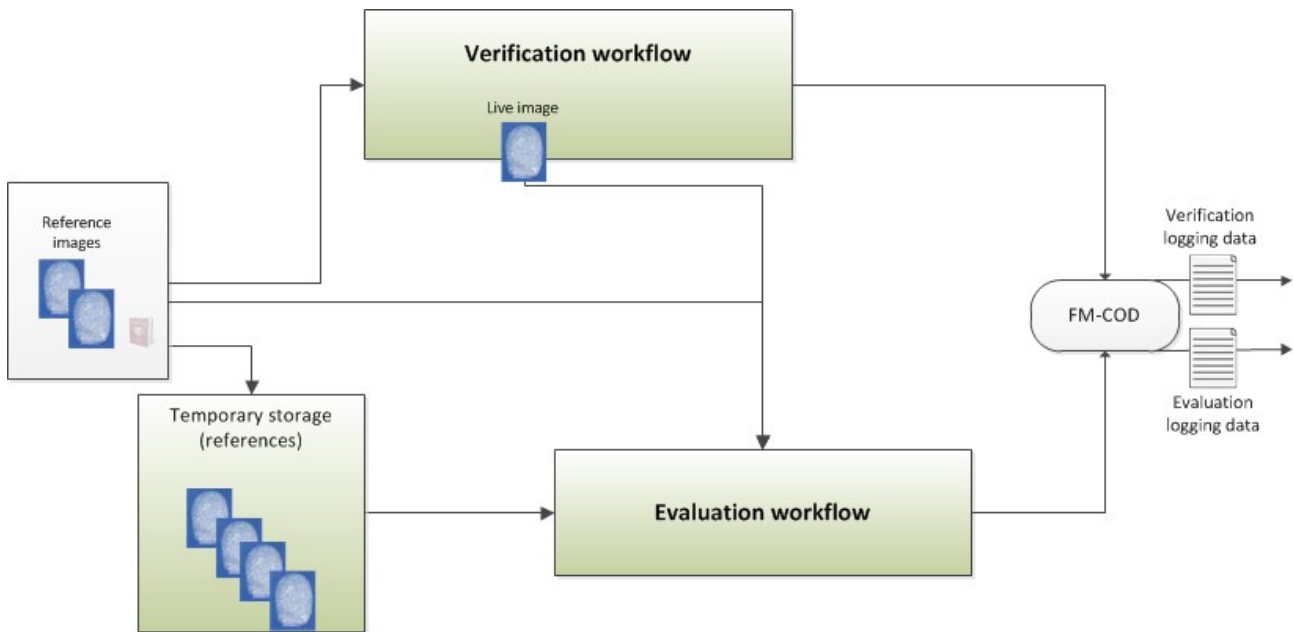 Verification workflow
Live image
Reference
images
Verification
logging data
FM-COD
Temporary storage
(references)
Evaluation workflow
Evaluation
logging data